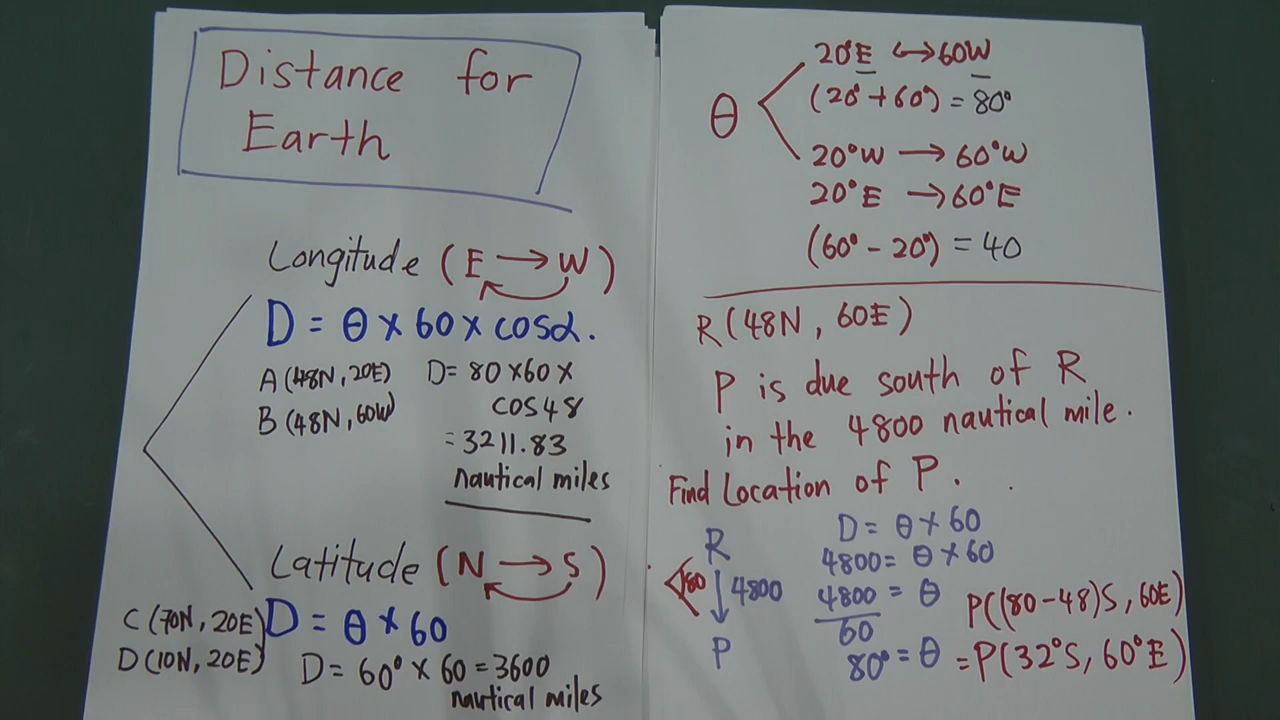 Distance for
Earth
Longitude (E → W)
D = θ × 60 × cosα.
A (48N, 20E)
B (48N, 60W)
D = 80 × 60 ×
cos48
= 3211.83
nautical miles
Latitude (N → S)
C (70N, 20E)
D (10N, 20E)
D = θ × 60
D = 60° × 60 = 3600
nautical miles
θ
20°E ↔ 60W
(20° + 60°) = 80°
20°W → 60°W
20°E → 60°E
(60° - 20°) = 40
R (48N, 60E)
P is due south of R
in the 4800 nautical mile.
Find Location of P.
R
4800
P
D = θ × 60
4800 = θ × 60
4800/60 = θ
80° = θ
P((80-48)S, 60E)
= P(32°S, 60°E)